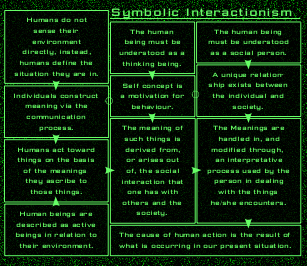 Symbolic Interactionism
Humans do not
sense their
environment
directly, instead,
humans define the
situation they are in.
Individuals construct
meaning via the
communication
process.
Humans act toward
things on the basis
of the meanings
they ascribe to
those things.
Human beings are
described as active
beings in relation to
their environment.
The human
being must be
understood as a
thinking being.
Self concept is
a motivation for
behaviour.
The meaning of
such things is
derived from,
or arises out
of, the social
interaction that
one has with
others and the
society.
The human
being must be
understood as a
social person.
A unique relation-
ship exists between
the individual and
society.
The Meanings are
handled in, and
modified through,
an interpretative
process used by the
person in dealing
with the things
he/she encounters.
The cause of human action is the result of
what is occurring in our present situation.